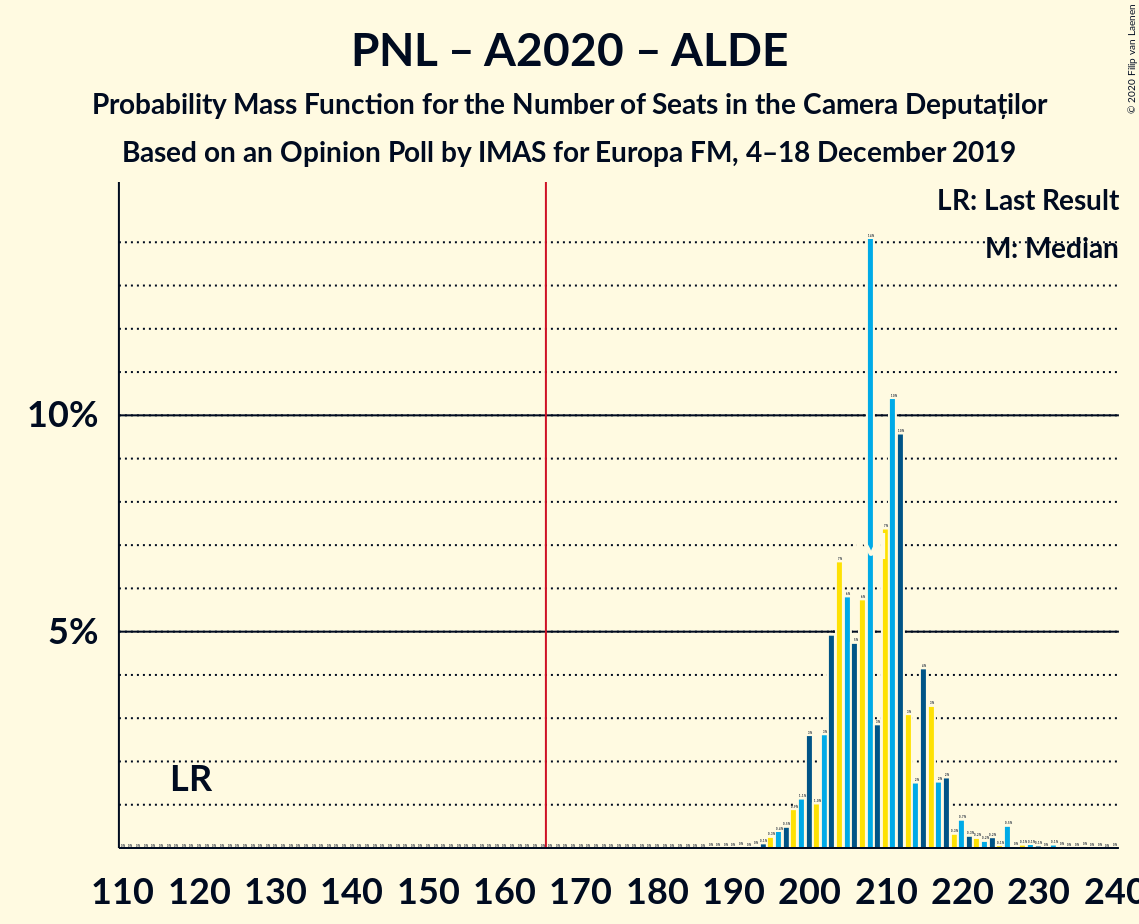 PNL – A2020 – ALDE
Probability Mass Function for the Number of Seats in the Camera Deputaților
Based on an Opinion Poll by IMAS for Europa FM, 4–18 December 2019
© 2020 Filip van Laenen
LR: Last Result
M: Median
10%
5%
LR
110 120 130 140 150 160 170 180 190 200 210 220 230 240